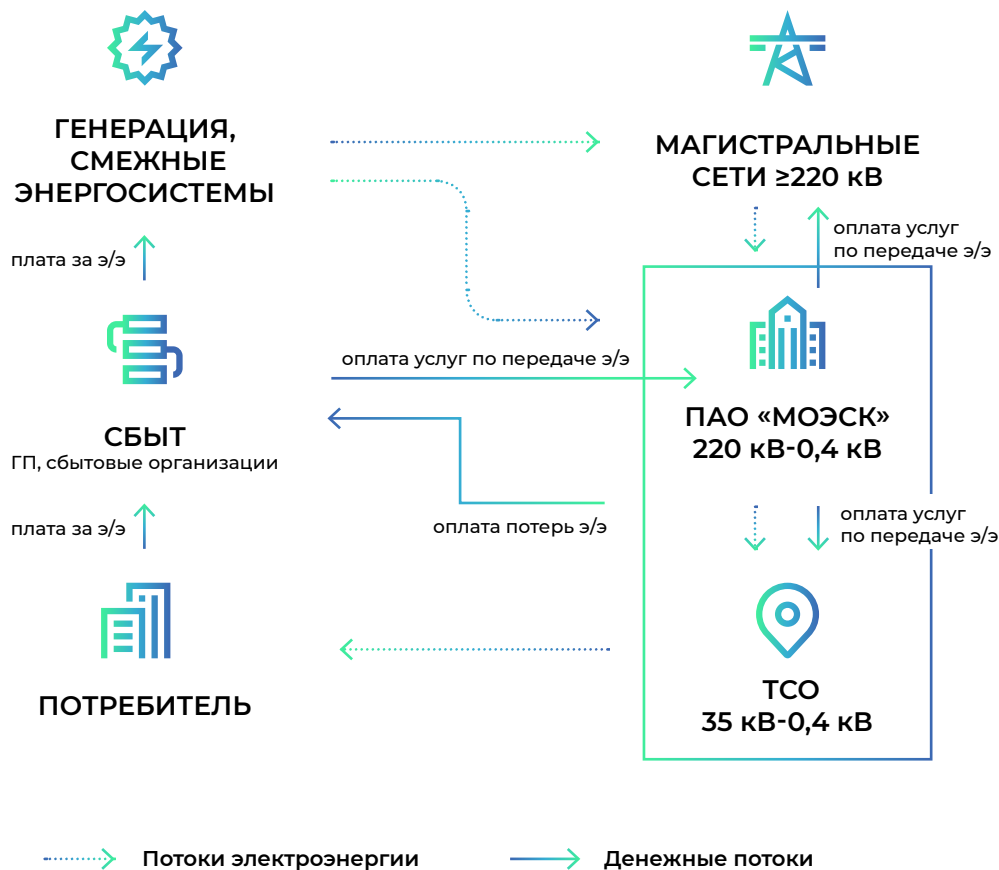 ГЕНЕРАЦИЯ,
СМЕЖНЫЕ
ЭНЕРГОСИСТЕМЫ
МАГИСТРАЛЬНЫЕ
СЕТИ ≥220 кВ
плата за э/э
оплата услуг
по передаче э/э
оплата услуг по передаче э/э
СБЫТ
ГП, сбытовые организации
ПАО «МОЭСК»
220 кВ-0,4 кВ
плата за э/э
оплата потерь э/э
оплата услуг
по передаче э/э
ПОТРЕБИТЕЛЬ
ТСО
35 кВ-0,4 кВ
Потоки электроэнергии
Денежные потоки